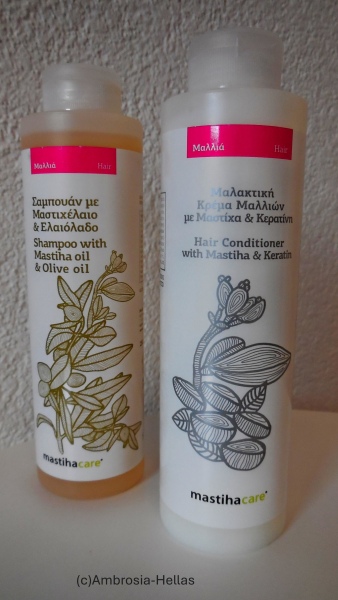 Μαλλιά Hair
Σαμπουάν με
Μαστιχέλαιο
& Ελαιόλαδο
Shampoo with
Mastiha oil
& Olive oil
mastihacare
Μαλλιά Hair
Μαλακτική
Κρέμα Μαλλιών
με Μαστίχα & Κερατίνη
Hair Conditioner
with Mastiha & Keratin
mastihacare
(c)Ambrosia-Hellas